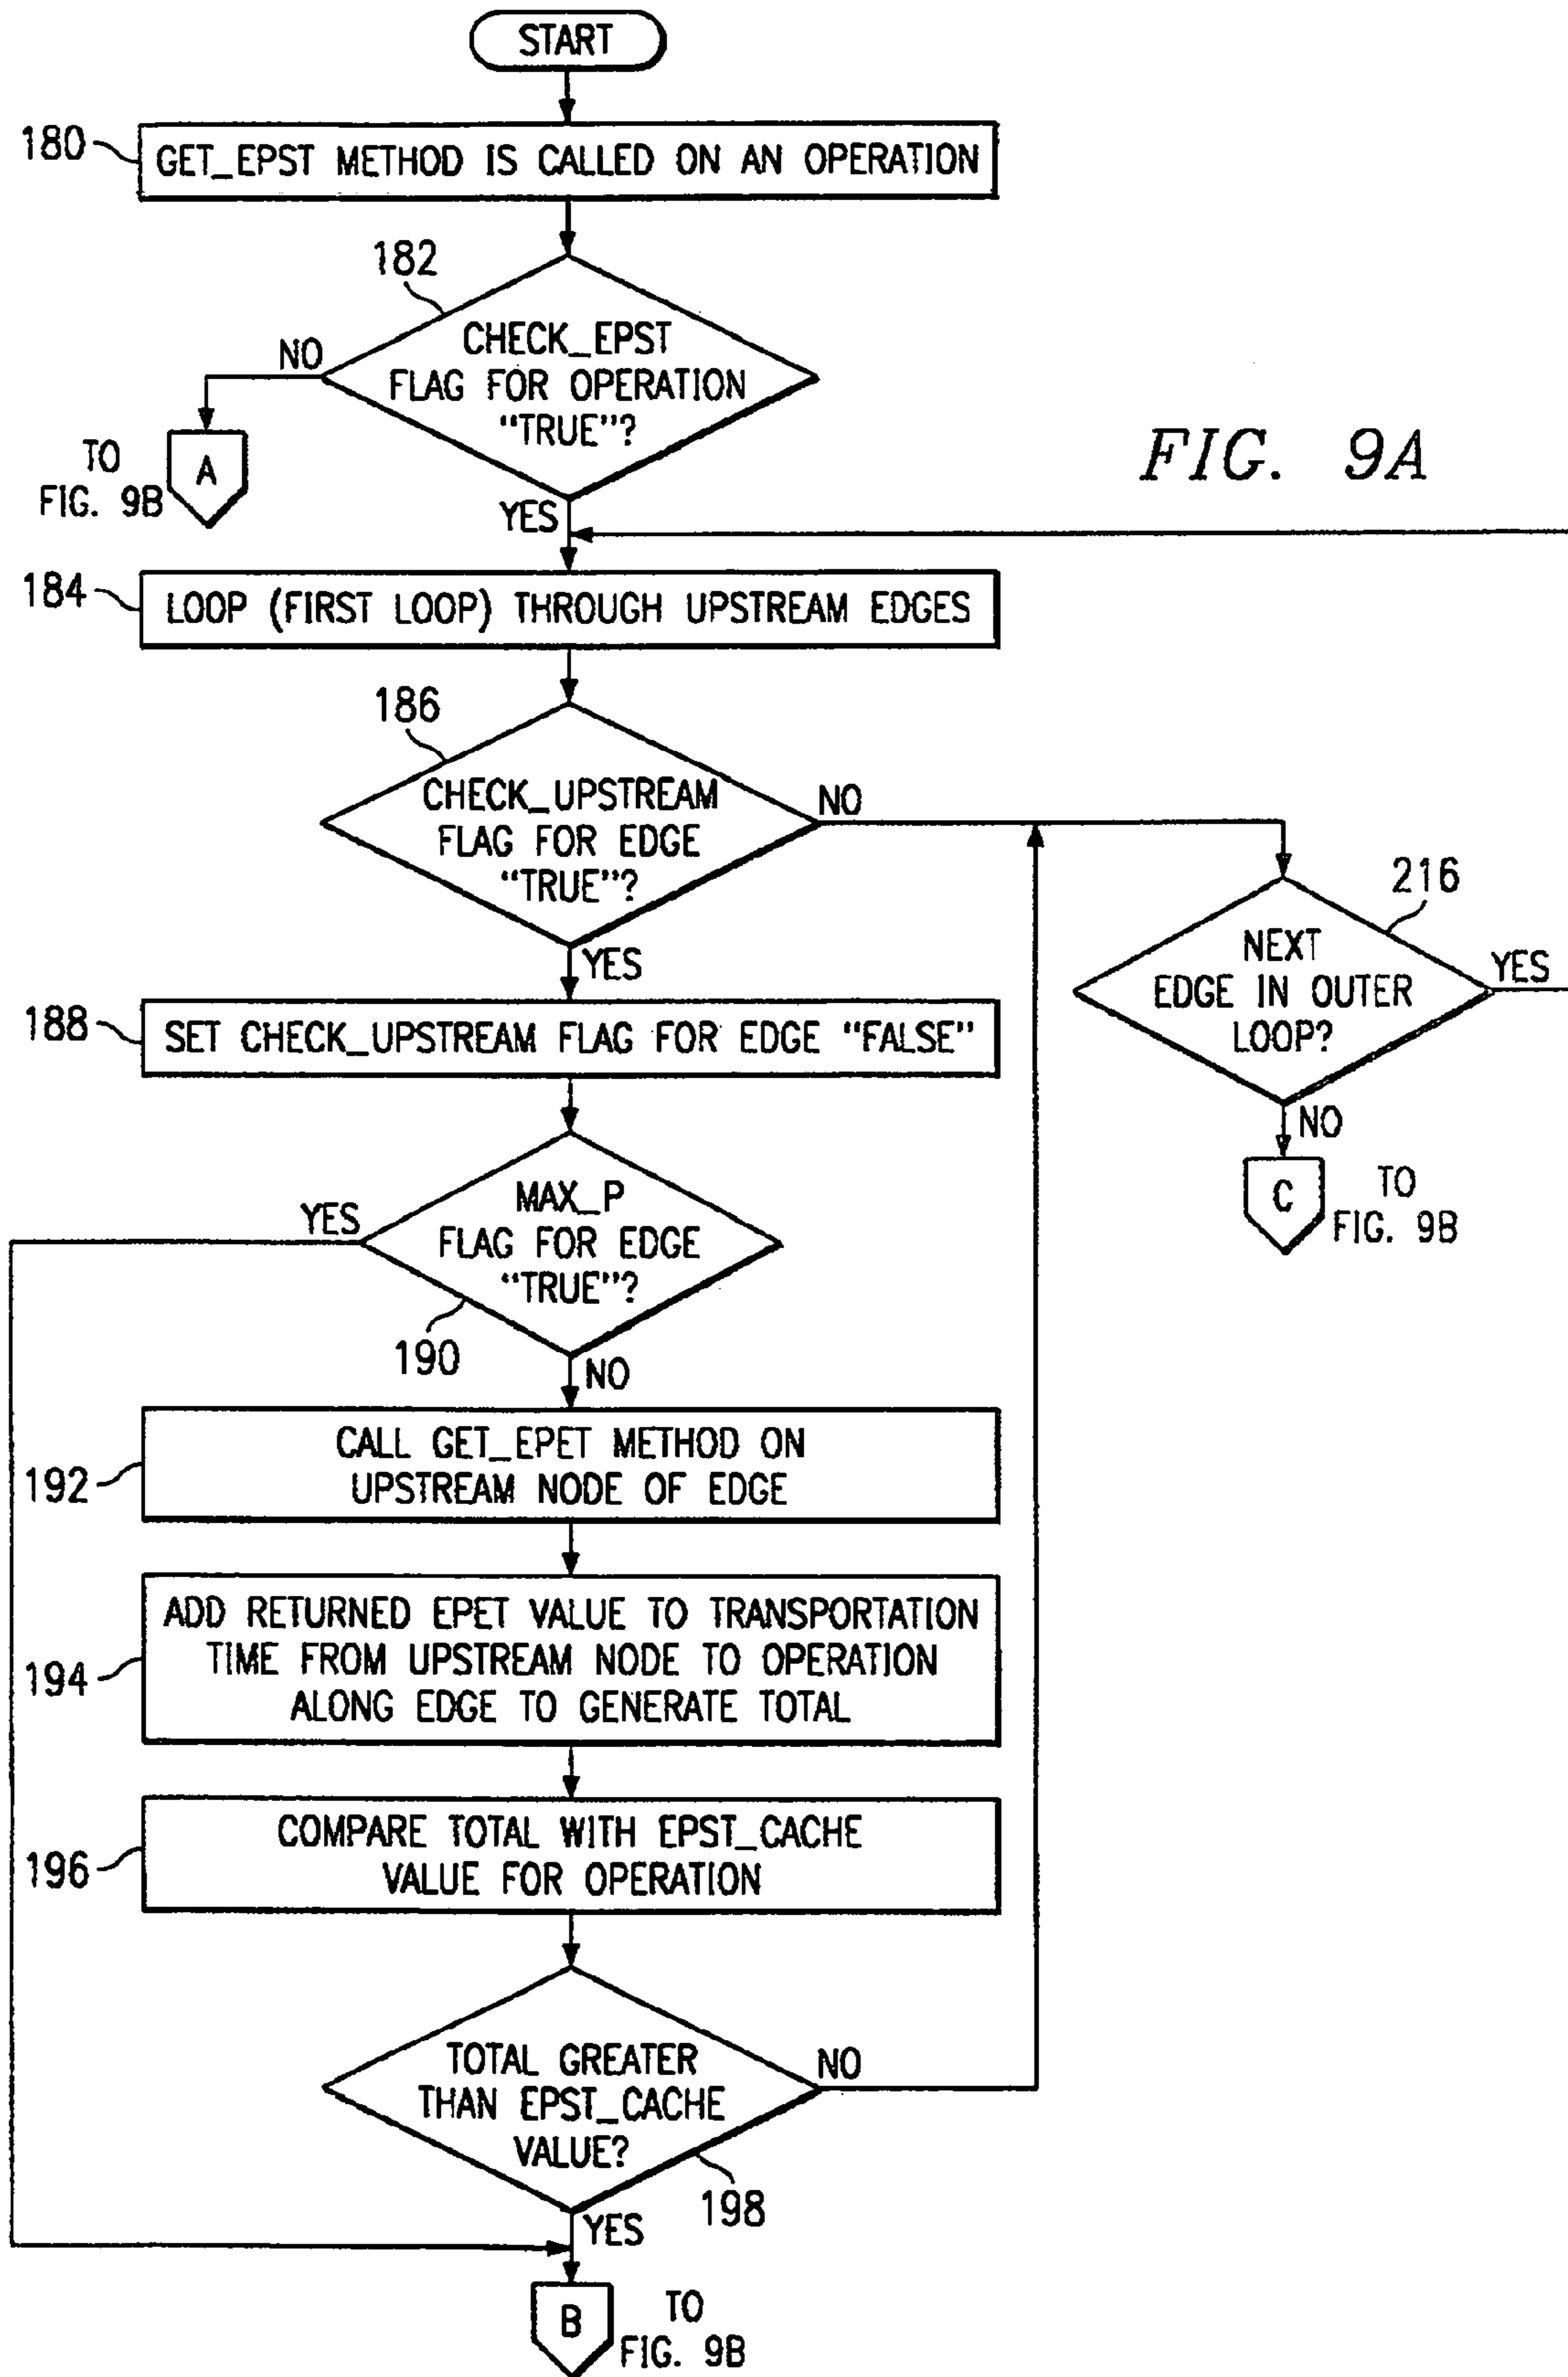 START
180
GET_EPST METHOD IS CALLED ON AN OPERATION
182
CHECK_EPST
FLAG FOR OPERATION
"TRUE"?
NO
TO
FIG. 9B
A
YES
FIG. 9A
184
LOOP (FIRST LOOP) THROUGH UPSTREAM EDGES
186
CHECK_UPSTREAM
FLAG FOR EDGE
"TRUE"?
NO
YES
216
NEXT
EDGE IN OUTER
LOOP?
YES
NO
C
TO
FIG. 9B
188
SET CHECK_UPSTREAM FLAG FOR EDGE "FALSE"
MAX_P
FLAG FOR EDGE
"TRUE"?
YES
190
NO
192
CALL GET_EPET METHOD ON
UPSTREAM NODE OF EDGE
194
ADD RETURNED EPET VALUE TO TRANSPORTATION
TIME FROM UPSTREAM NODE TO OPERATION
ALONG EDGE TO GENERATE TOTAL
196
COMPARE TOTAL WITH EPST_CACHE
VALUE FOR OPERATION
TOTAL GREATER
THAN EPST_CACHE
VALUE?
NO
198
YES
B
TO
FIG. 9B